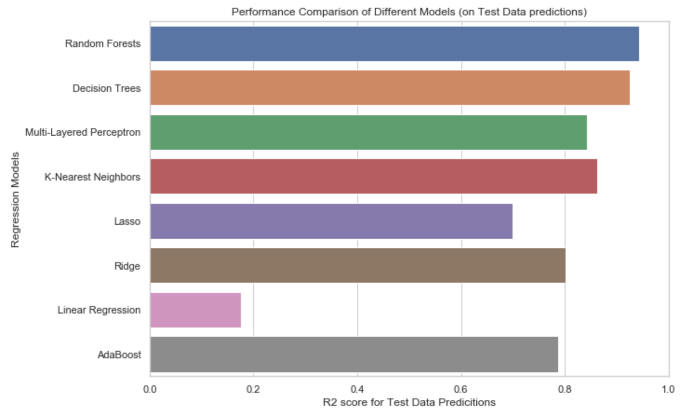 Performance Comparison of Different Models (on Test Data predictions)
Regression Models
Random Forests
Decision Trees
Multi-Layered Perceptron
K-Nearest Neighbors
Lasso
Ridge
Linear Regression
AdaBoost
0.0 0.2 0.4 0.6 0.8 1.0
R2 score for Test Data Predicitions